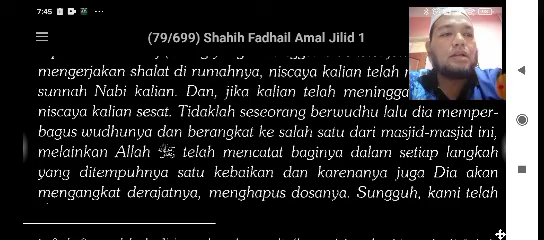 7:45
(79/699) Shahih Fadhail Amal Jilid 1
mengerjakan shalat di rumahnya, niscaya kalian telah
sunnah Nabi kalian. Dan, jika kalian telah
niscaya kalian sesat. Tidaklah seseorang berwudhu lalu dia memper-
bagus wudhunya dan berangkat ke salah satu dari masjid-masjid ini,
melainkan Allah ﷻ telah mencatat baginya dalam setiap langkah
yang ditempuhnya satu kebaikan dan karenanya juga Dia akan
mengangkat derajatnya, menghapus dosanya. Sungguh, kami telah